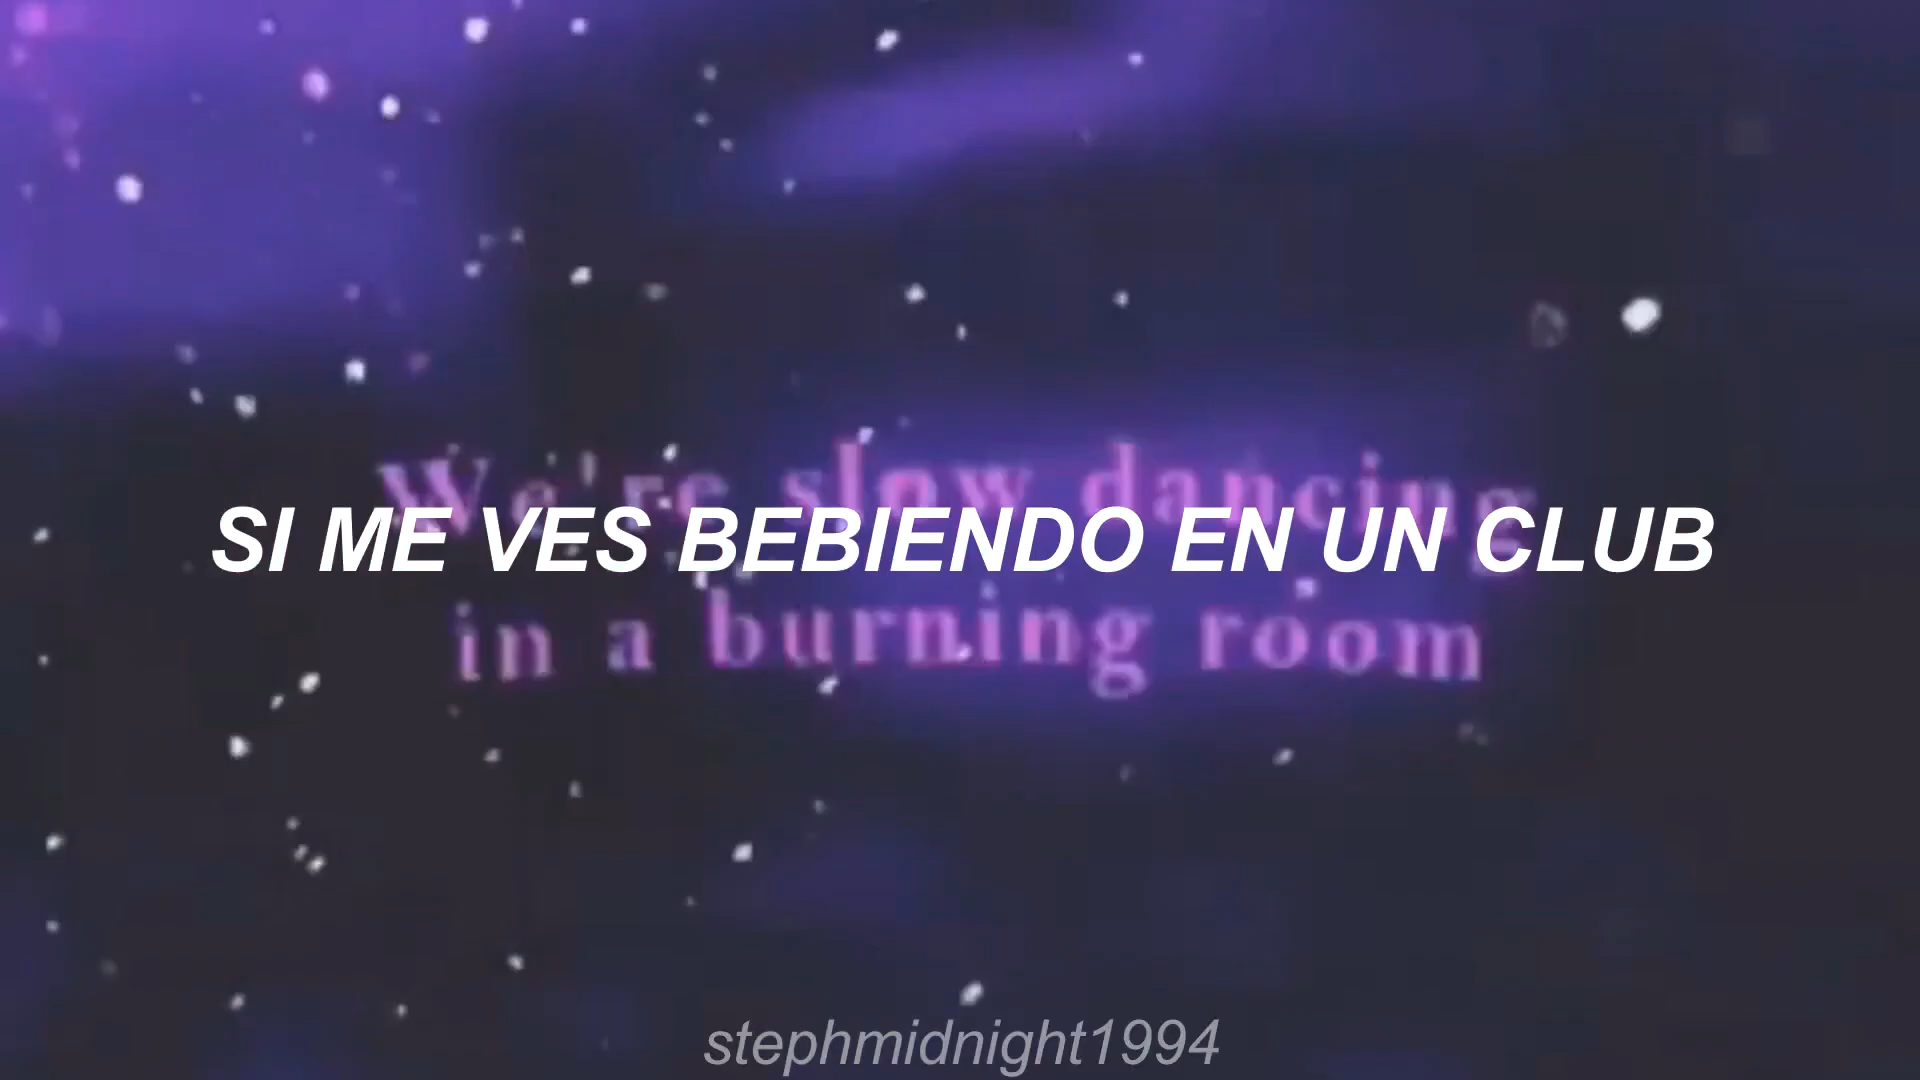 We're slow dancing
SI ME VES BEBIENDO EN UN CLUB
in a burning room
stephmidnight1994